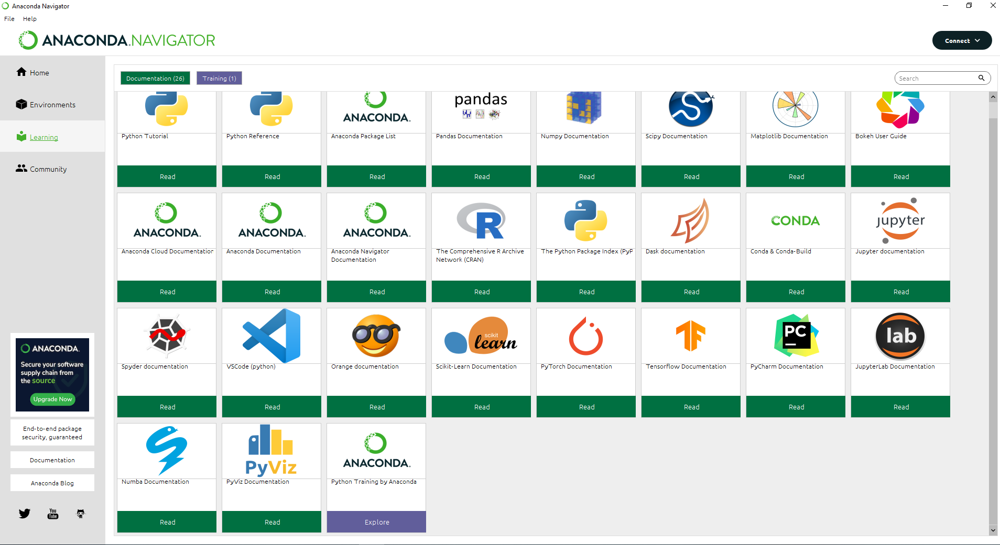 Anaconda Navigator
File Help
ANACONDA.NAVIGATOR
Connect
Home
Environments
Learning
Community
ANACONDA.
Secure your software
supply chain from
the source
Upgrade Now
End-to-end package
security, guaranteed
Documentation
Anaconda Blog
You
Tube
Documentation (26) Training (1) Search
ANACONDA. pandas
Python Tutorial Python Reference Anaconda Package List Pandas Documentation Numpy Documentation Scipy Documentation Matplotlib Documentation Bokeh User Guide
Read Read Read Read Read Read Read Read
ANACONDA. ANACONDA. ANACONDA. R CONDA jupyter
Anaconda Cloud Documentation Anaconda Documentation Anaconda Navigator The Comprehensive R Archive The Python Package Index (PyP Dask documentation Conda & Conda-Build Jupyter documentation
Documentation Network (CRAN)
Read Read Read Read Read Read Read Read
scikit learn TF PC lab
Spyder documentation VSCode (python) Orange documentation Scikit-Learn Documentation PyTorch Documentation Tensorflow Documentation PyCharm Documentation JupyterLab Documentation
Read Read Read Read Read Read Read Read
PyViz ANACONDA.
Numba Documentation PyViz Documentation Python Training by Anaconda
Read Read Explore